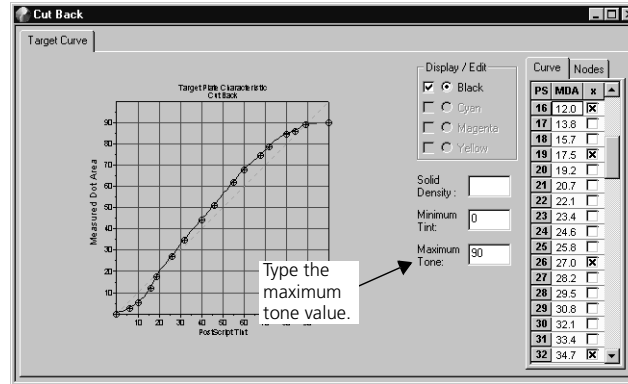 Cut Back
Target Curve
Target Plate Characteristic
Cut Back
Measured Dot Area
90
80
70
60
50
40
30
20
10
10 20 30 40 50 60 70
PostScript Tint
Type the
maximum
tone value.
Display / Edit
Black
Cyan
Magenta
Yellow
Solid
Density :
Minimum
Tint:
0
Maximum
Tone:
90
Curve Nodes
PS MDA x
16 12.0
17 13.8
18 15.7
19 17.5
20 19.2
21 20.7
22 22.1
23 23.4
24 24.6
25 25.8
26 27.0
27 28.2
28 29.5
29 30.8
30 32.1
31 33.4
32 34.7